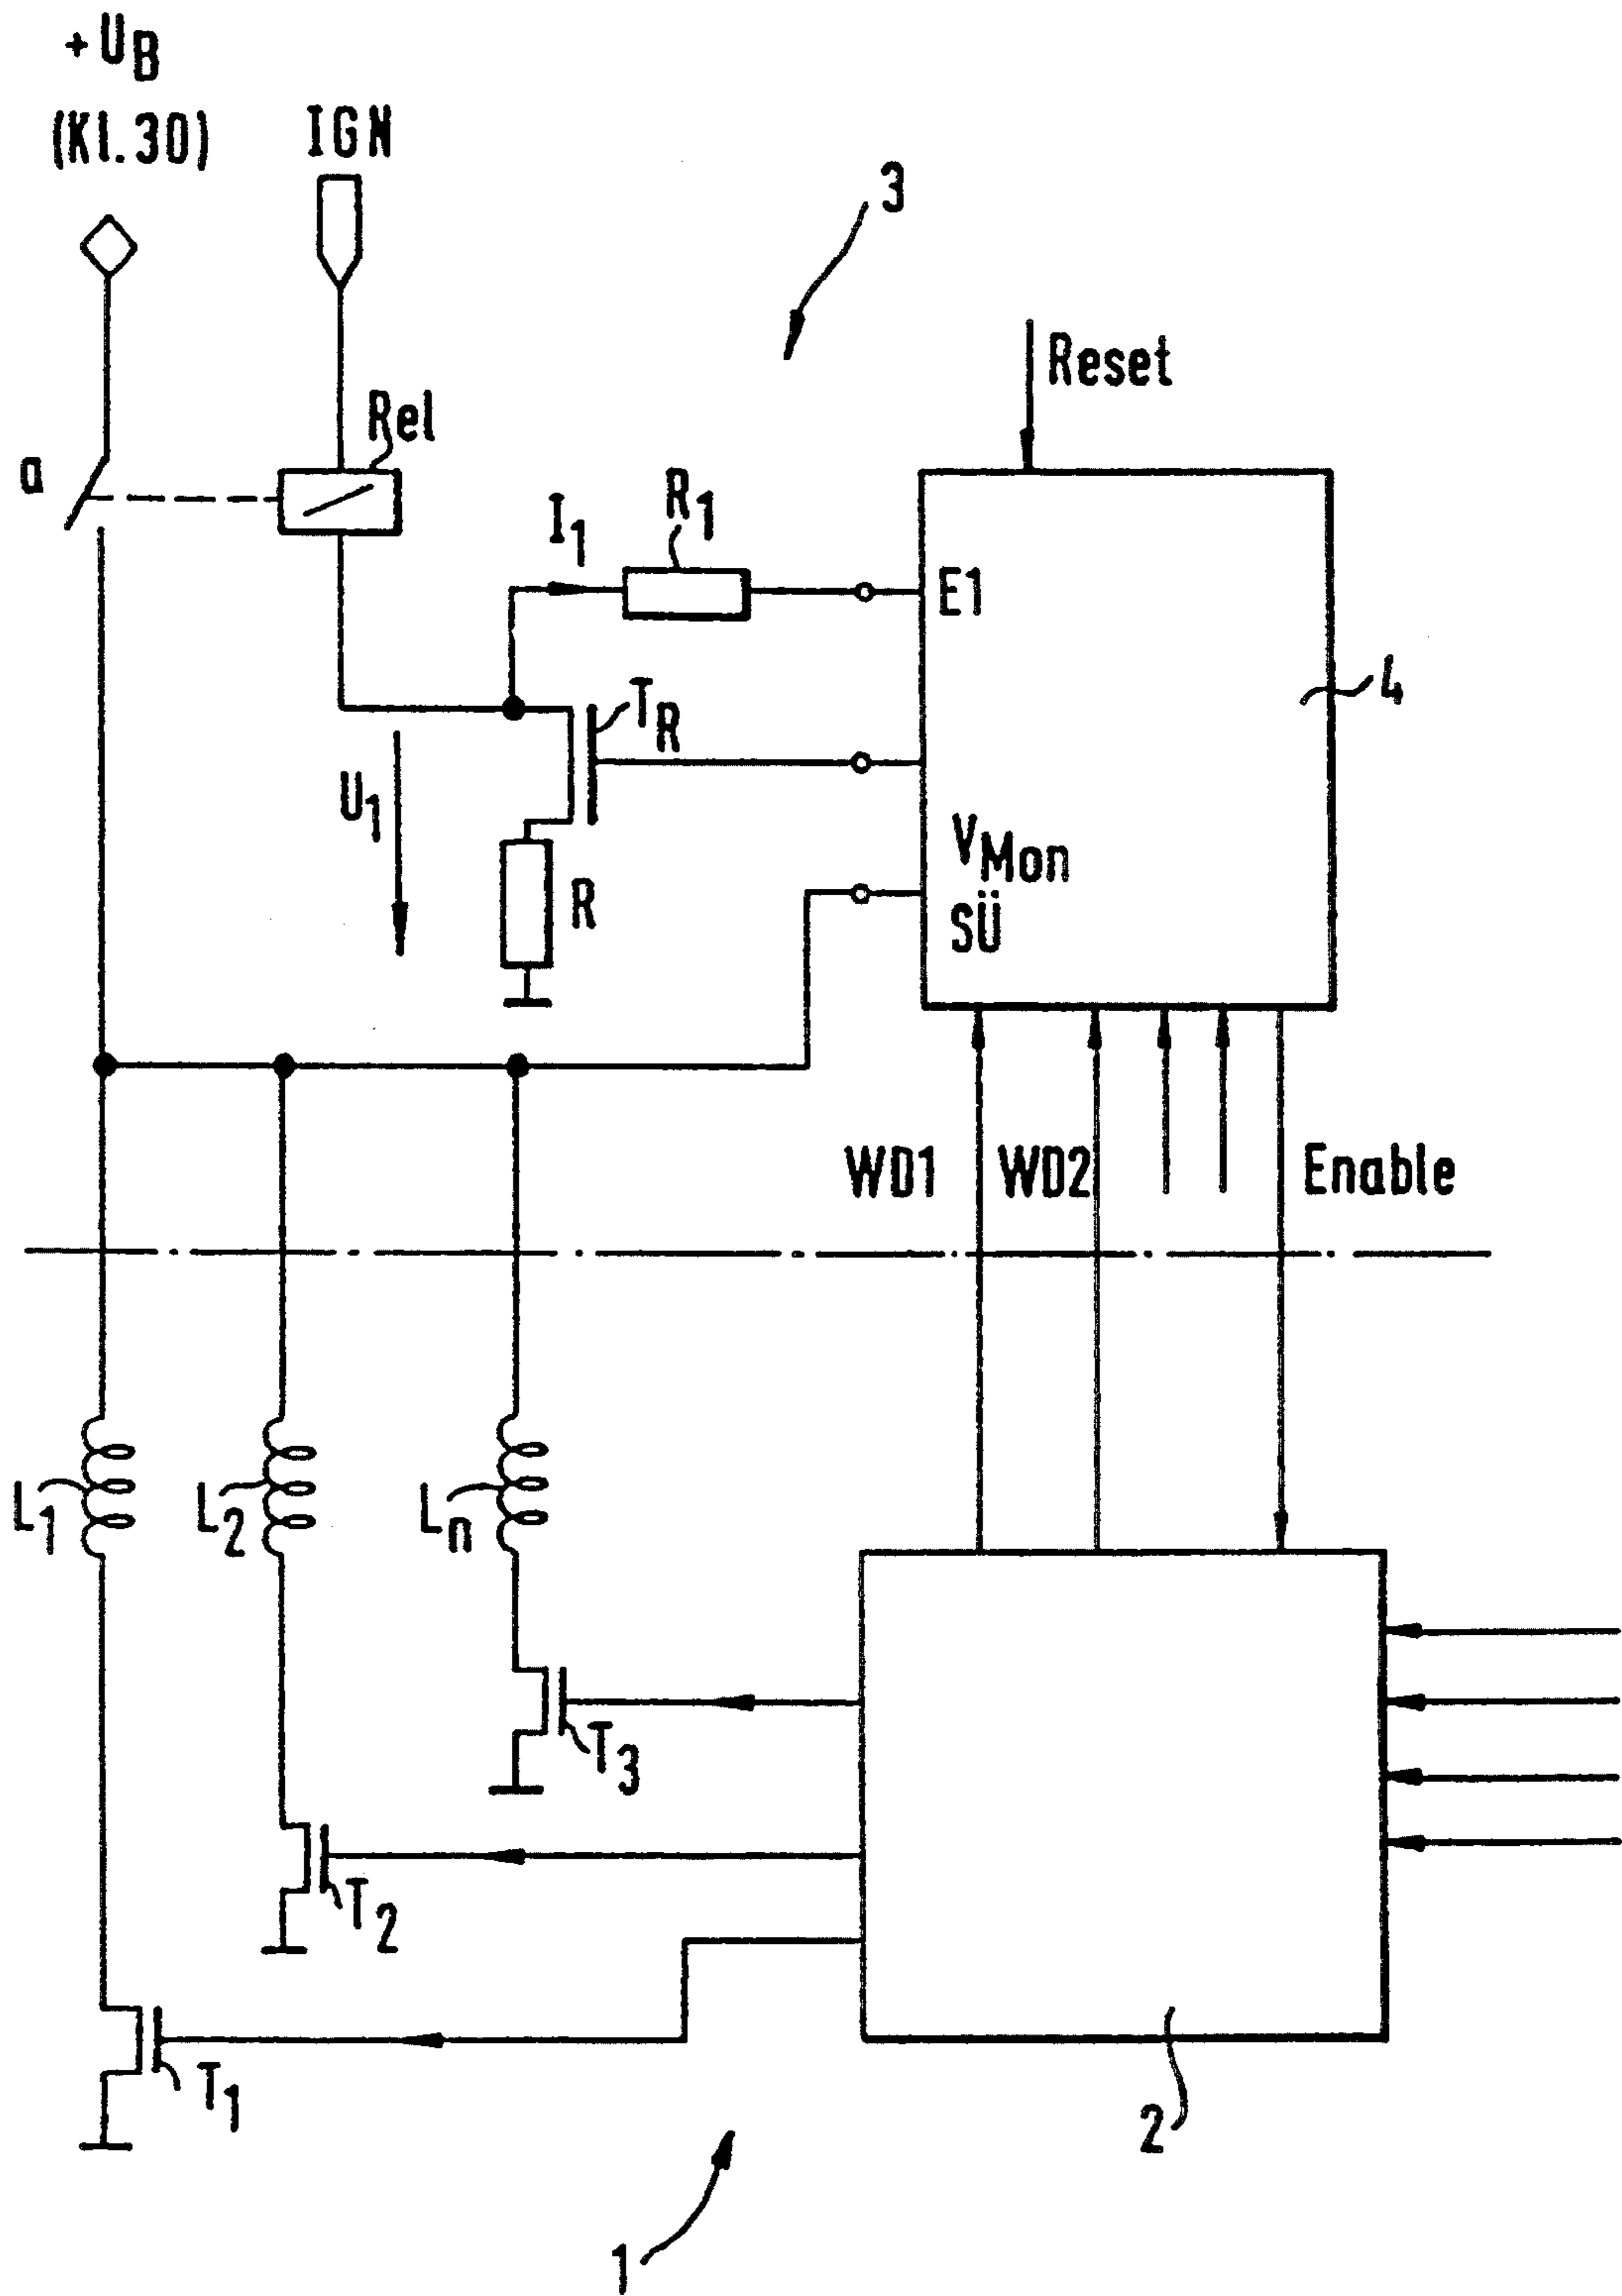 +UB
(Kl.30)
IGN
3
Reset
Rel
a
I1
R1
E1
4
TR
U1
VMon
R
SÜ
WD1
WD2
Enable
L1
L2
Ln
T3
T2
T1
2
1